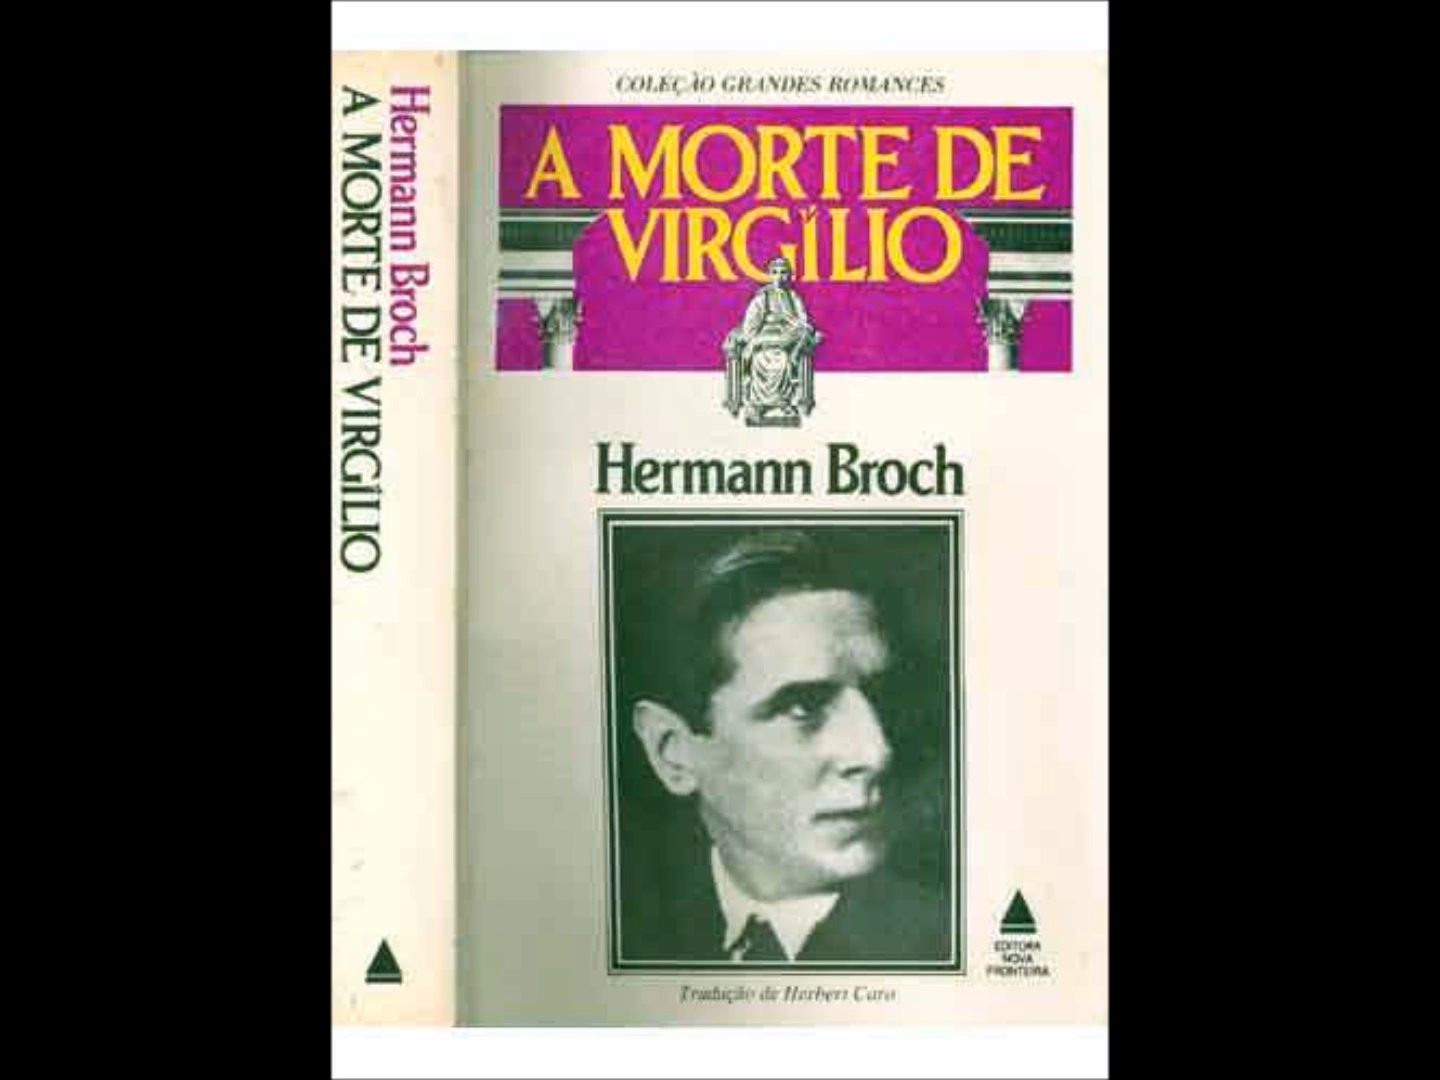 Hermann Broch
A MORTE DE VIRGÍLIO
COLEÇÃO GRANDES ROMANCES
A MORTE DE
VIRGÍLIO
Hermann Broch
EDITORA
NOVA
FRONTEIRA
Tradução de Herbert Caro